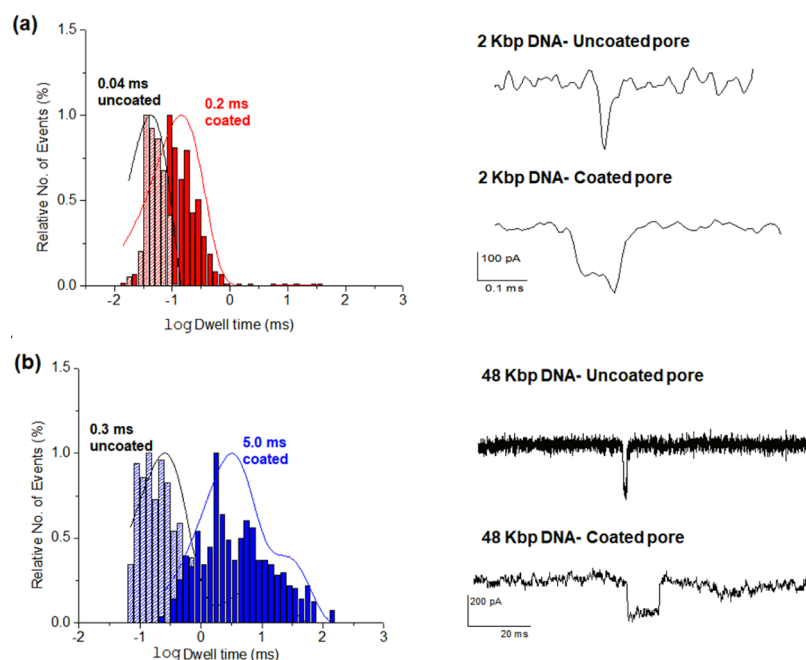 (a)
1.5
1.0
0.5
0.0
Relative No. of Events (%)
0.04 ms
uncoated
0.2 ms
coated
-2 -1 0 1 2 3
log Dwell time (ms)
2 Kbp DNA- Uncoated pore
2 Kbp DNA- Coated pore
100 pA
0.1 ms
(b)
1.5
1.0
0.5
0.0
Relative No. of Events (%)
0.3 ms
uncoated
5.0 ms
coated
-2 -1 0 1 2 3
log Dwell time (ms)
48 Kbp DNA- Uncoated pore
48 Kbp DNA- Coated pore
200 pA
20 ms